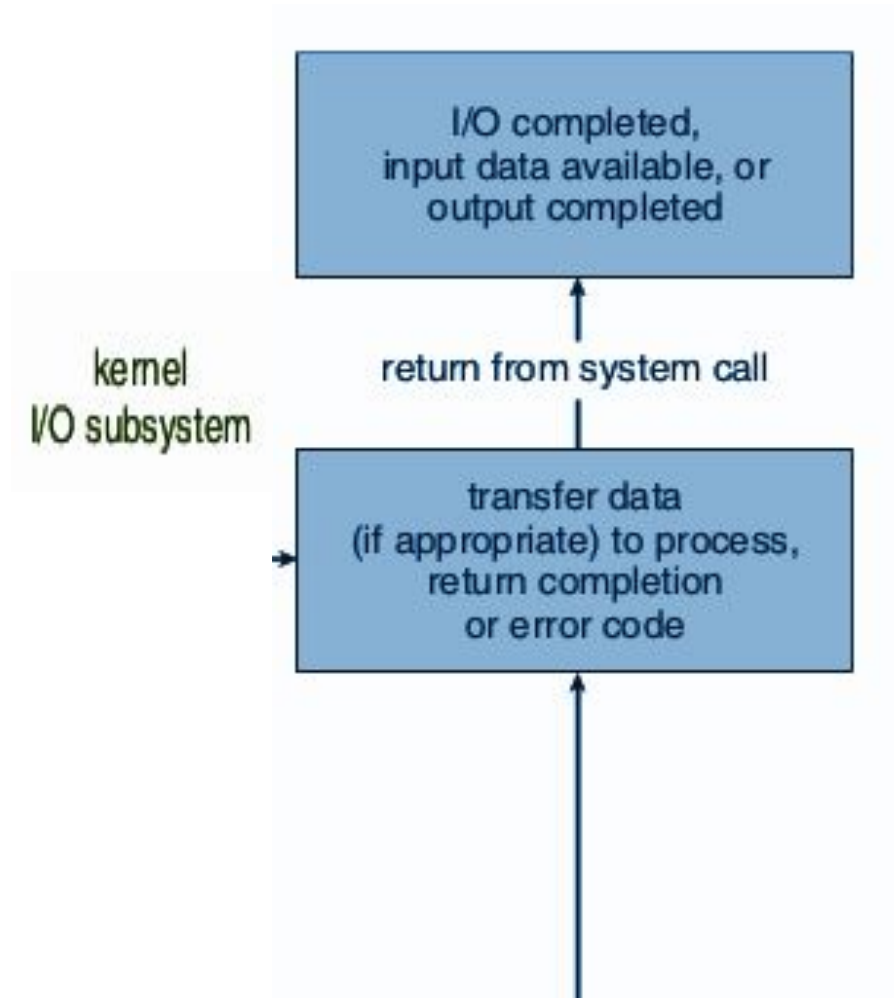 I/O completed,
input data available, or
output completed
kernel
I/O subsystem
return from system call
transfer data
(if appropriate) to process,
return completion
or error code